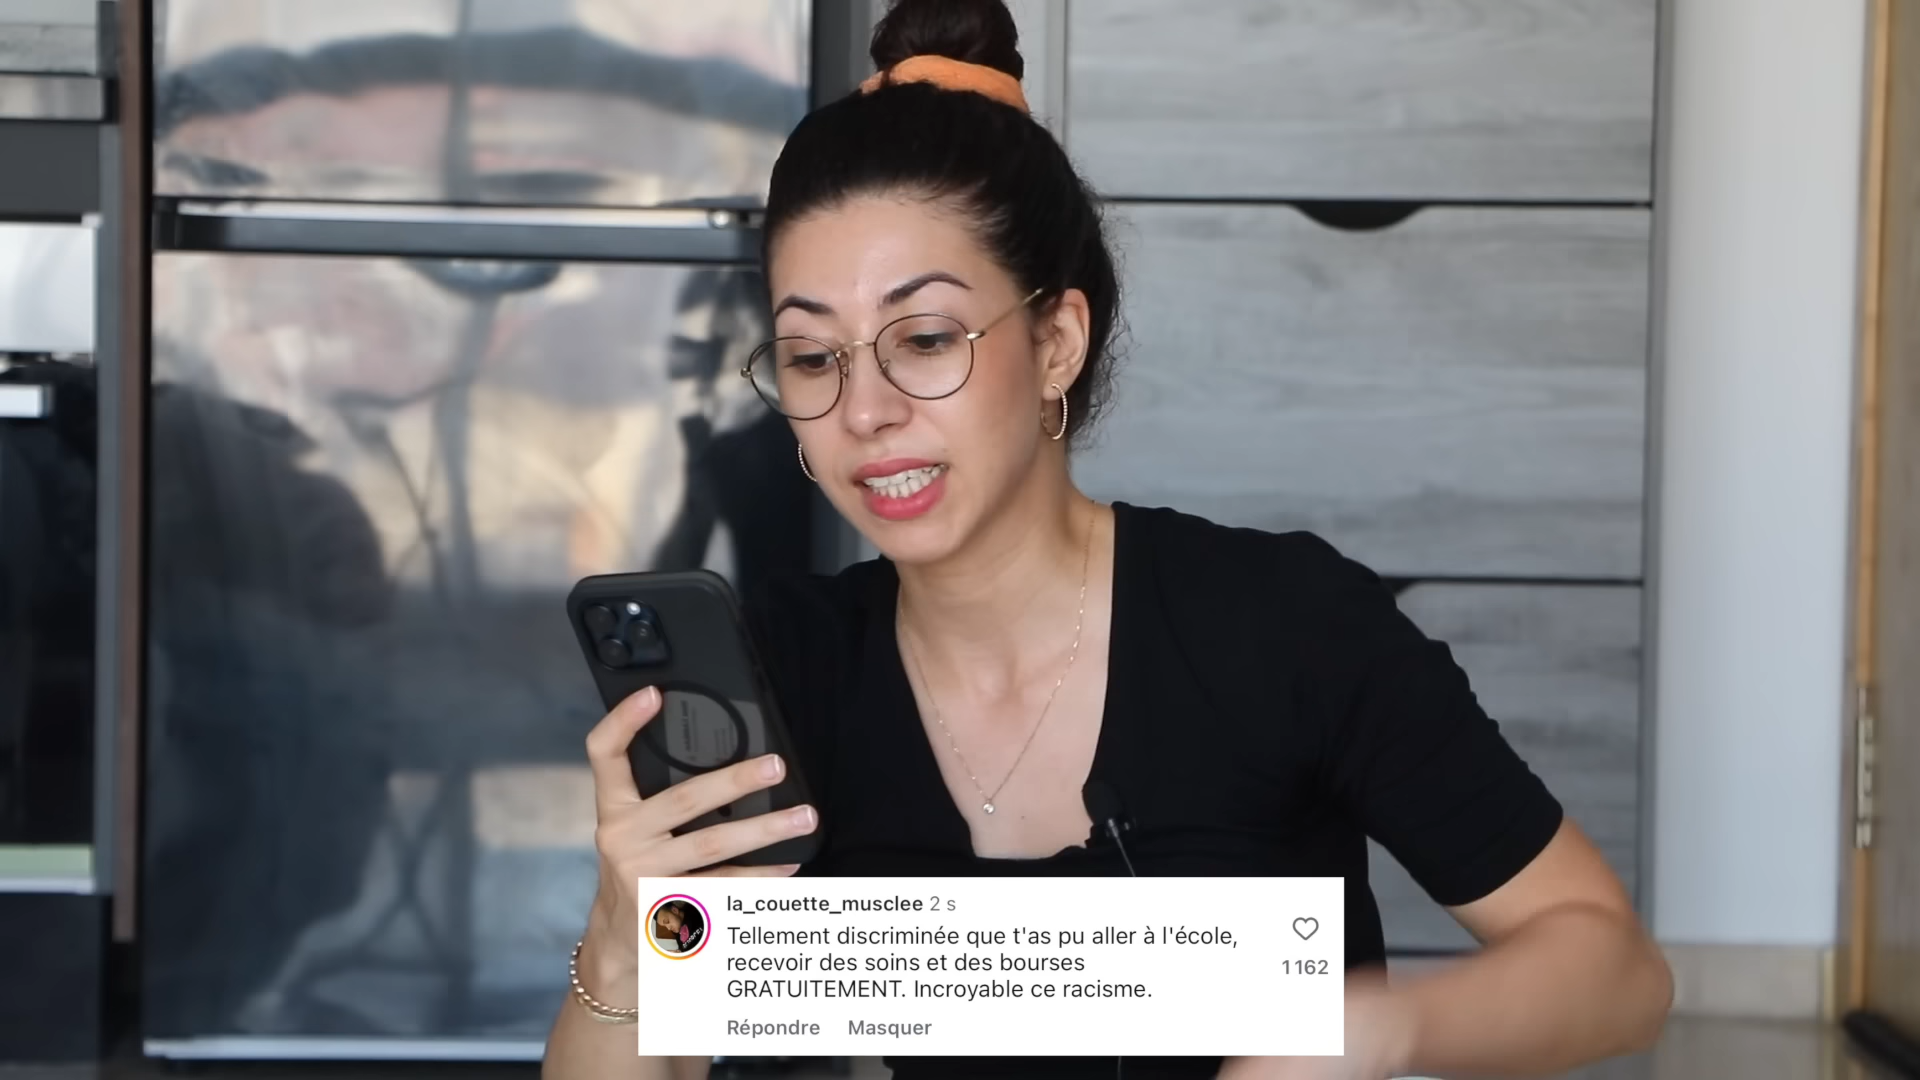 la_couette_musclee 2 s
Tellement discriminée que t'as pu aller à l'école,
recevoir des soins et des bourses
GRATUITEMENT. Incroyable ce racisme.
1 162
Répondre Masquer